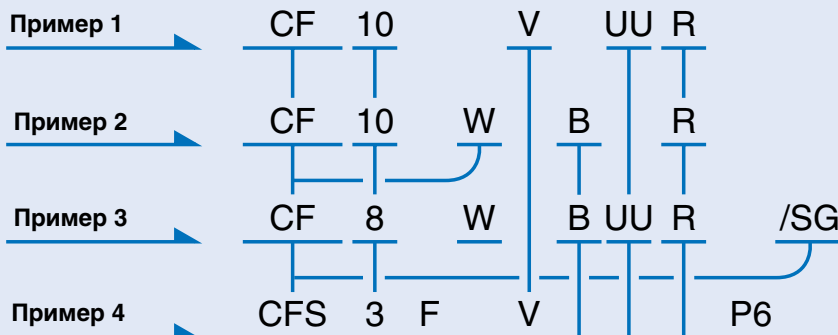 Пример 1 CF 10 V UU R
Пример 2 CF 10 W B R
Пример 3 CF 8 W B UU R /SG
Пример 4 CFS 3 F V P6